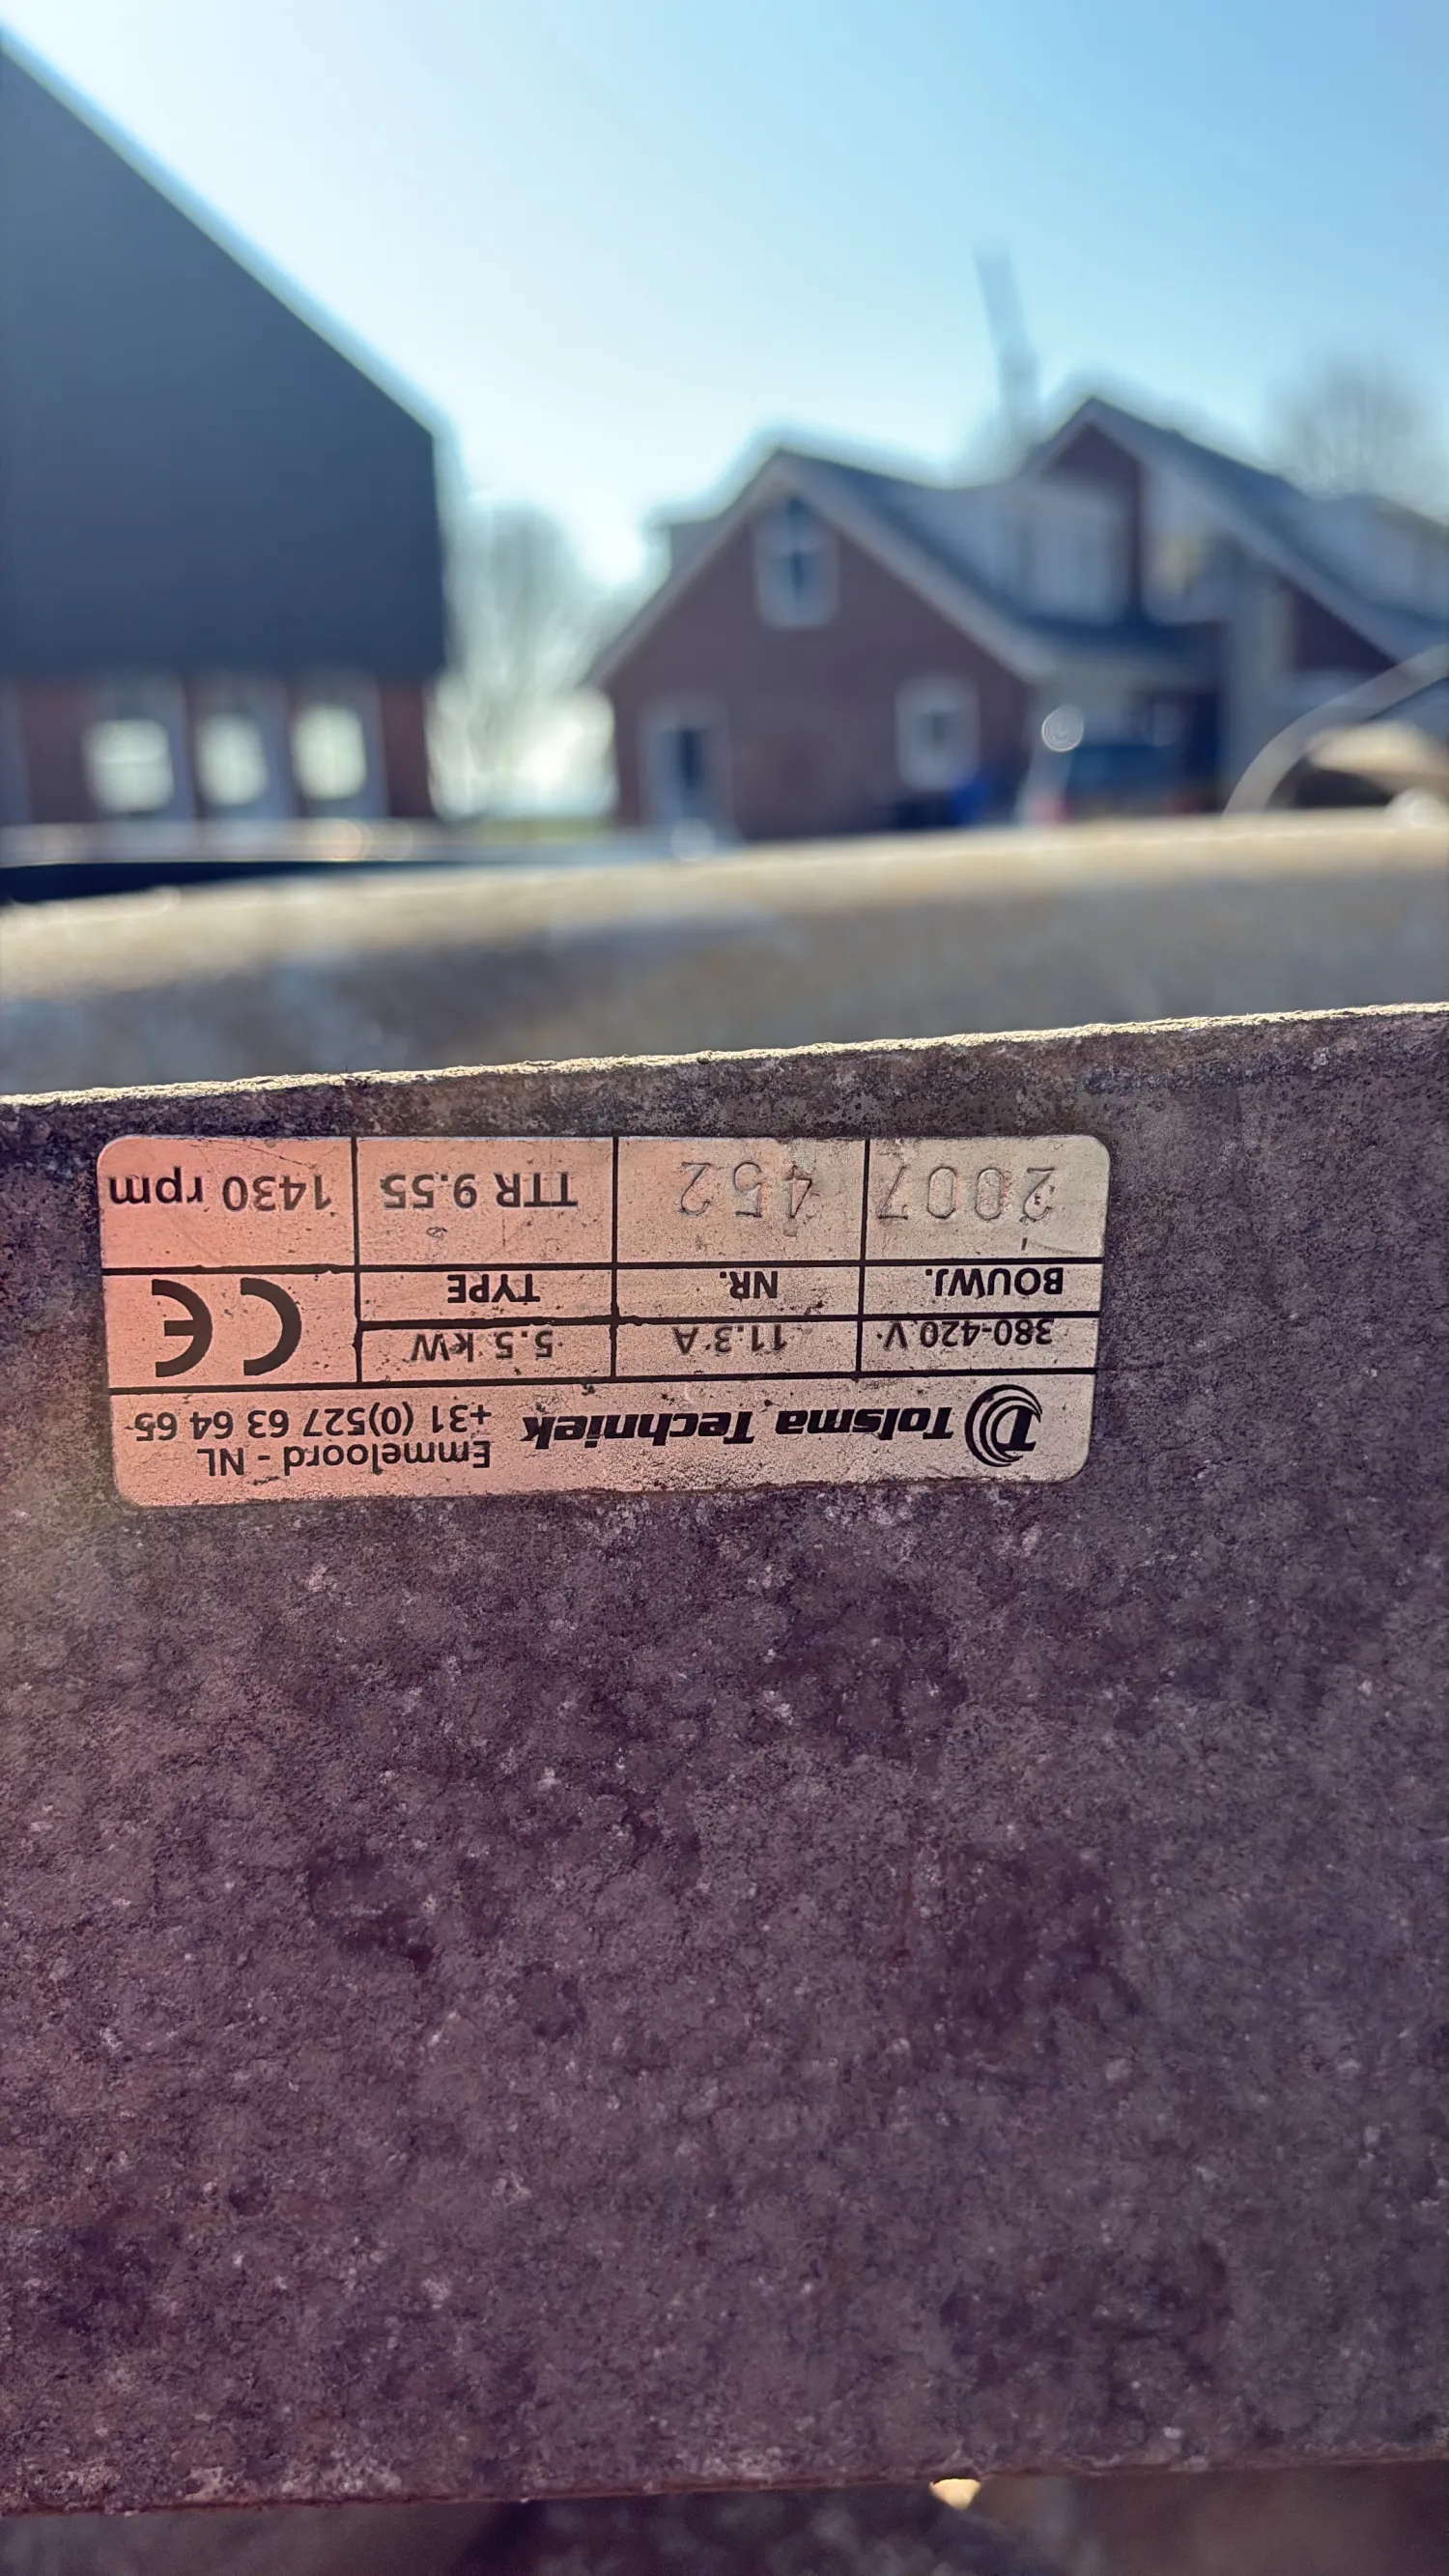 Tolsma Techniek
Emmeloord - NL
+31 (0)527 63 64 65
380-420 V
11.3 A
5.5 kW
CE
BOUWJ.
NR.
TYPE
2007
452
TTR 9.55
1430 rpm